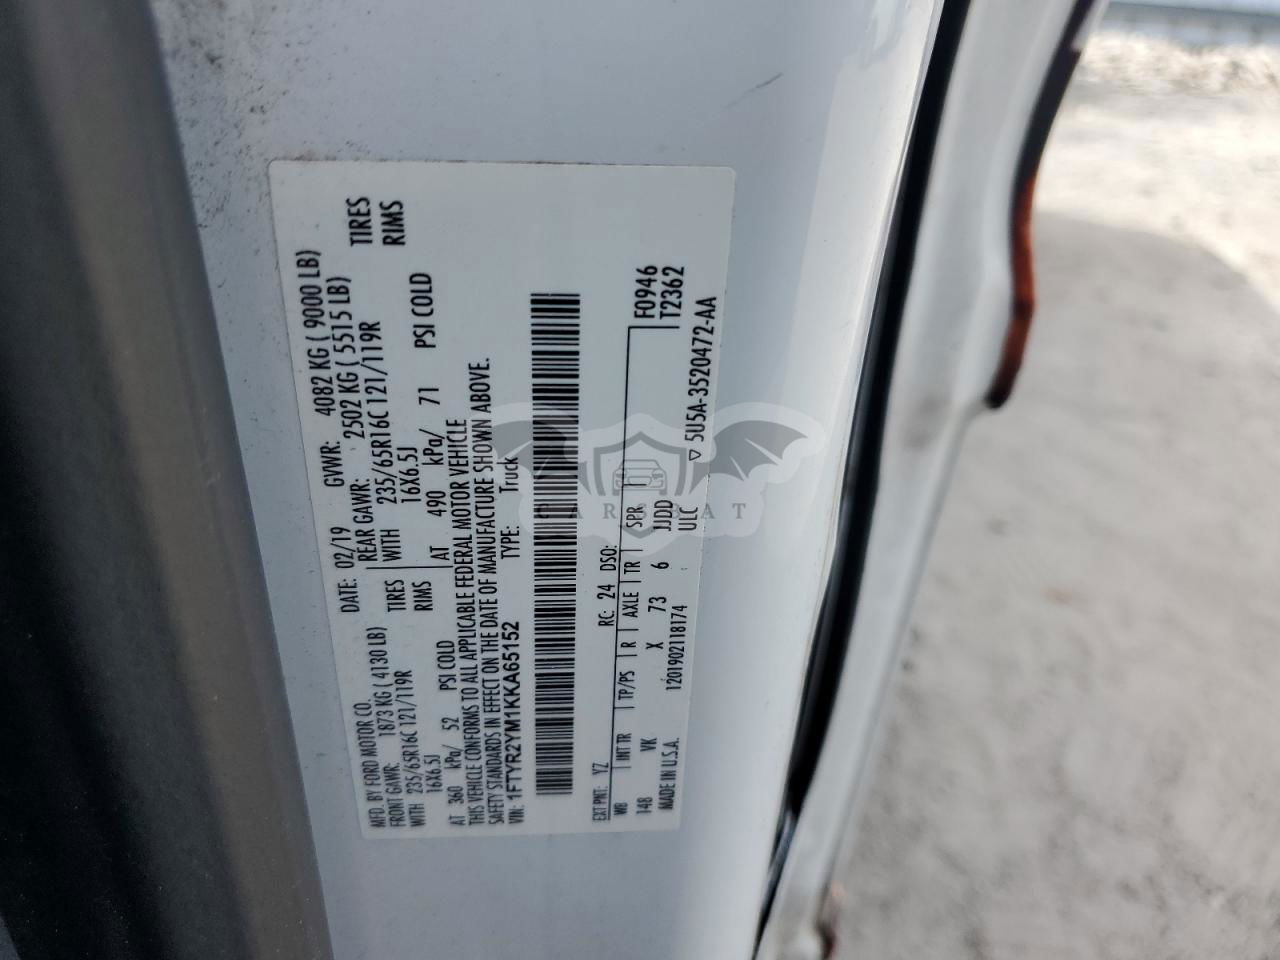 MFD. BY FORD MOTOR CO.
DATE: 02/19 GVWR: 4082 KG ( 9000 LB)
FRONT GAWR: 1873 KG ( 4130 LB) REAR GAWR: 2502 KG ( 5515 LB)
WITH 235/65R16C 121/119R TIRES WITH 235/65R16C 121/119R TIRES
16X6.5J RIMS 16X6.5J RIMS
AT 360 kPa/ 52 PSI COLD AT 490 kPa/ 71 PSI COLD
THIS VEHICLE CONFORMS TO ALL APPLICABLE FEDERAL MOTOR VEHICLE
SAFETY STANDARDS IN EFFECT ON THE DATE OF MANUFACTURE SHOWN ABOVE.
VIN: 1FTYR2YM1KKA65152 TYPE: Truck
EXT PNT: YZ RC: 24 DSO:
WB INT TR TP/PS R AXLE TR SPR F0946
148 VK X 73 6 JJDD T2362
MADE IN U.S.A. 1201902118174 ULC ▽5U5A-3520472-AA
CARSBAT